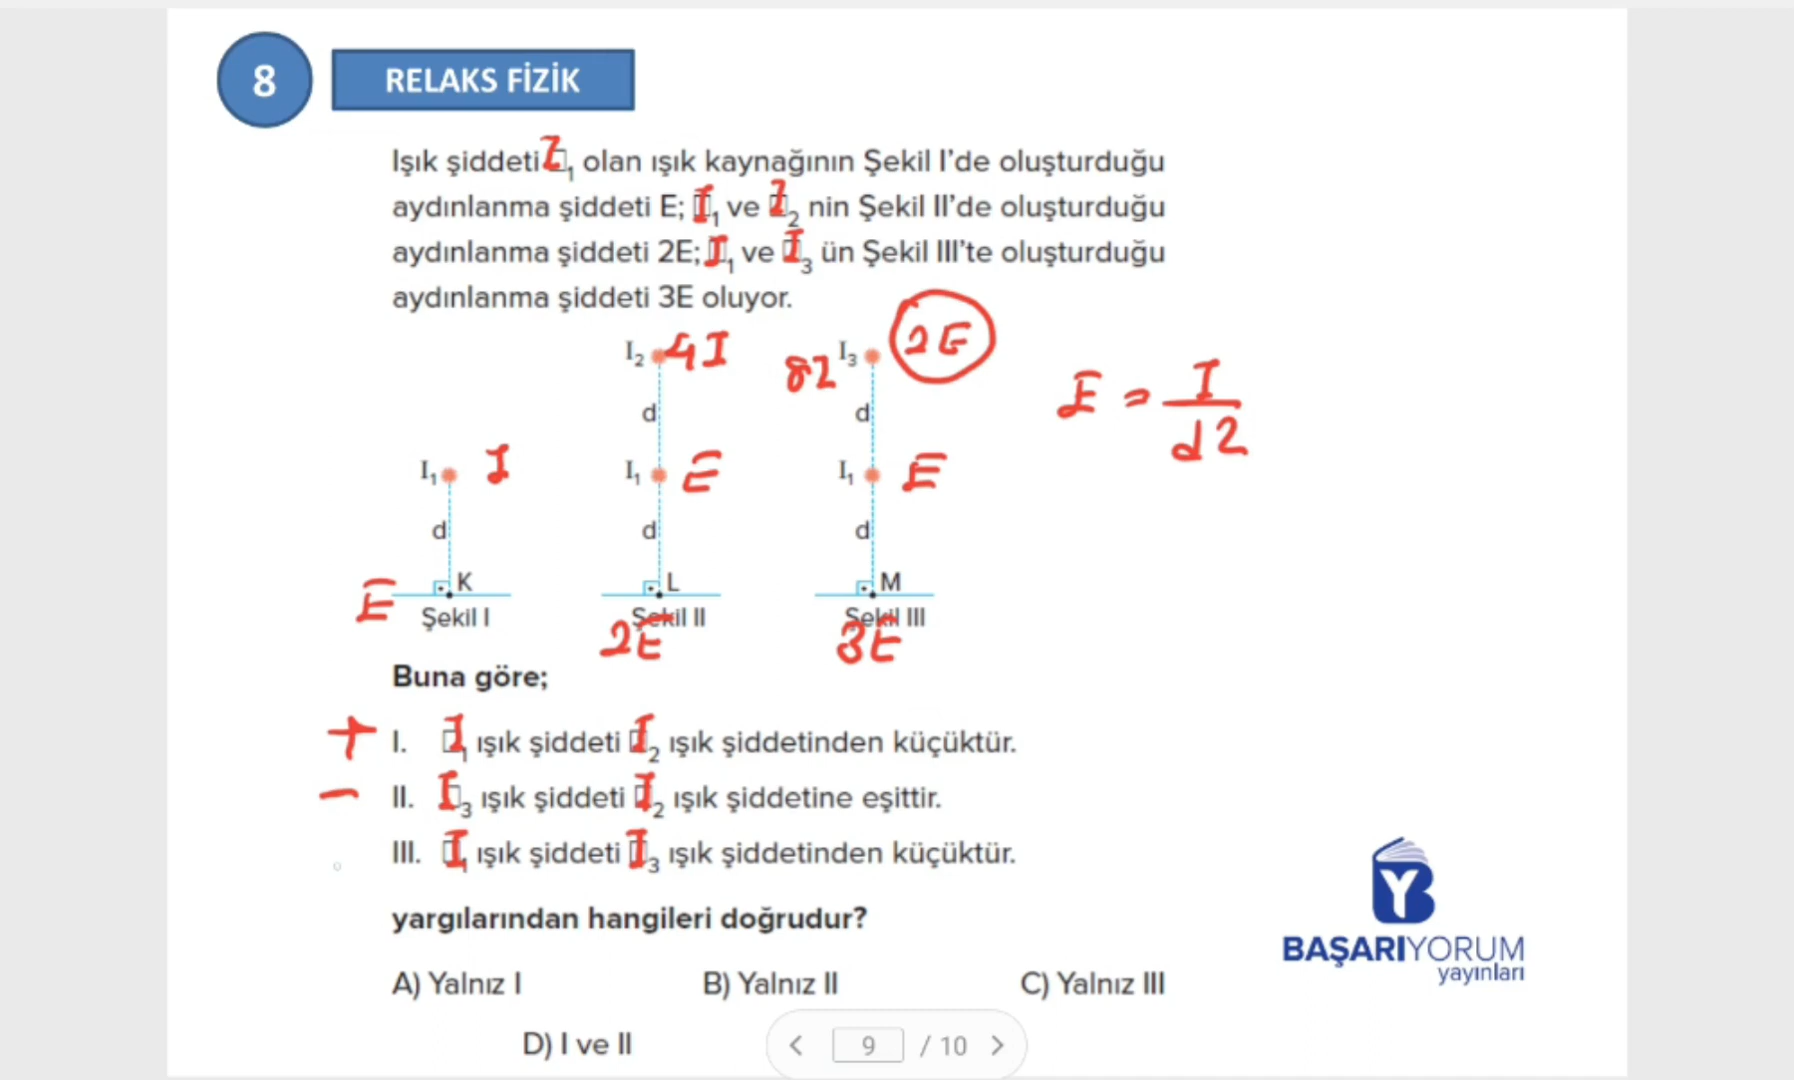 8
RELAKS FİZİK
Işık şiddeti I₁ olan ışık kaynağının Şekil I'de oluşturduğu
aydınlanma şiddeti E; I₁ ve I₂ nin Şekil II'de oluşturduğu
aydınlanma şiddeti 2E; I₁ ve I₃ ün Şekil III'te oluşturduğu
aydınlanma şiddeti 3E oluyor.
I₂ 4I
8I I₃ 2E
d
d
E = I / d2
I₁ I
I₁ E
I₁ E
d
d
d
E K
L
M
Şekil I
Şekil II
Şekil III
2E
3E
Buna göre;
+ I. I₁ ışık şiddeti I₂ ışık şiddetinden küçüktür.
− II. I₃ ışık şiddeti I₂ ışık şiddetine eşittir.
III. I₁ ışık şiddeti I₃ ışık şiddetinden küçüktür.
yargılarından hangileri doğrudur?
A) Yalnız I B) Yalnız II C) Yalnız III
D) I ve II
BAŞARIYORUM
yayınları
9 / 10